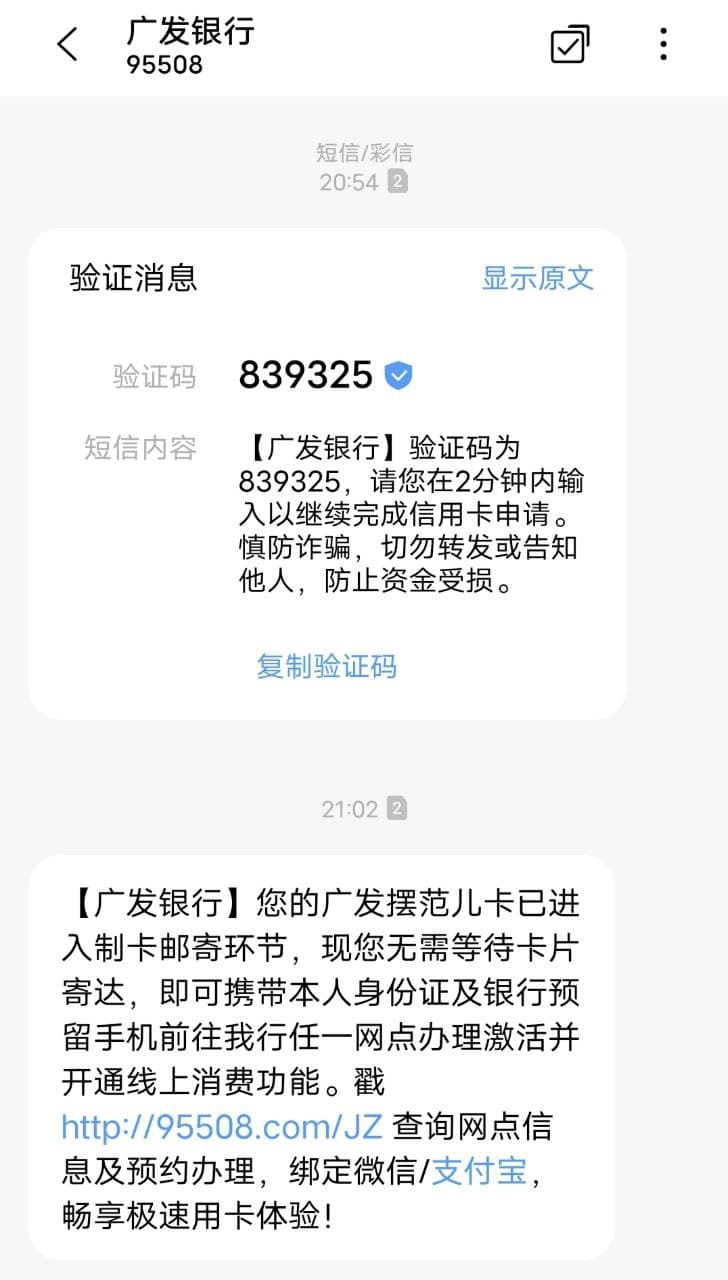 广发银行
95508
短信/彩信
20:54 2
验证消息 显示原文
验证码 839325
短信内容 【广发银行】验证码为
839325，请您在2分钟内输
入以继续完成信用卡申请。
慎防诈骗，切勿转发或告知
他人，防止资金受损。
复制验证码
21:02 2
【广发银行】您的广发摆范儿卡已进
入制卡邮寄环节，现您无需等待卡片
寄达，即可携带本人身份证及银行预
留手机前往我行任一网点办理激活并
开通线上消费功能。戳
http://95508.com/JZ 查询网点信
息及预约办理，绑定微信/支付宝，
畅享极速用卡体验！